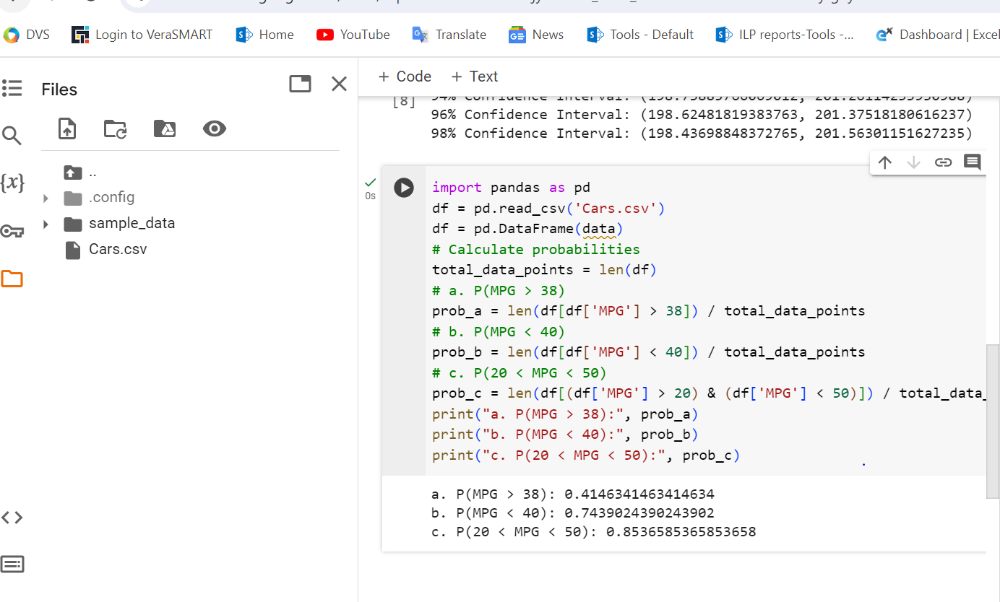 DVS Login to VeraSMART Home YouTube Translate News Tools - Default ILP reports-Tools -... Dashboard | Excel
Files
..
.config
sample_data
Cars.csv
{x}
+ Code + Text
[8]
94% Confidence Interval:
96% Confidence Interval: (198.62481819383763, 201.37518180616237)
98% Confidence Interval: (198.43698848372765, 201.56301151627235)
0s
import pandas as pd
df = pd.read_csv('Cars.csv')
df = pd.DataFrame(data)
# Calculate probabilities
total_data_points = len(df)
# a. P(MPG > 38)
prob_a = len(df[df['MPG'] > 38]) / total_data_points
# b. P(MPG < 40)
prob_b = len(df[df['MPG'] < 40]) / total_data_points
# c. P(20 < MPG < 50)
prob_c = len(df[(df['MPG'] > 20) & (df['MPG'] < 50)]) / total_data_
print("a. P(MPG > 38):", prob_a)
print("b. P(MPG < 40):", prob_b)
print("c. P(20 < MPG < 50):", prob_c)
a. P(MPG > 38): 0.4146341463414634
b. P(MPG < 40): 0.7439024390243902
c. P(20 < MPG < 50): 0.8536585365853658